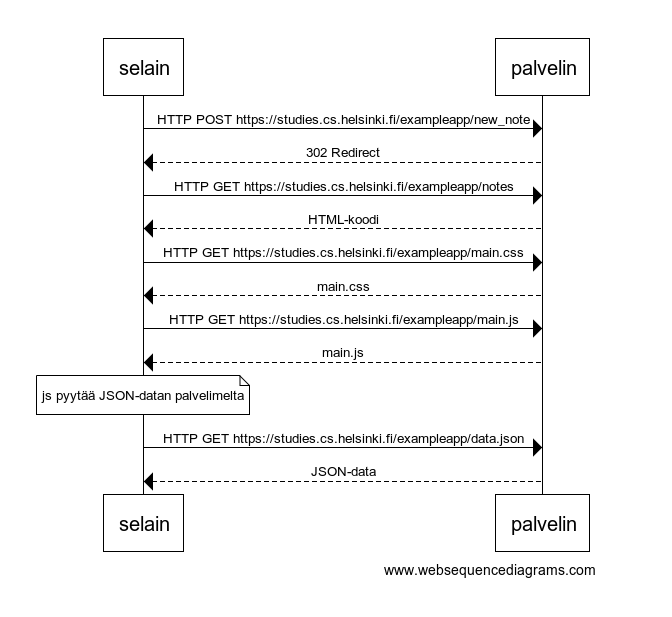 selain
palvelin
HTTP POST https://studies.cs.helsinki.fi/exampleapp/new_note
302 Redirect
HTTP GET https://studies.cs.helsinki.fi/exampleapp/notes
HTML-koodi
HTTP GET https://studies.cs.helsinki.fi/exampleapp/main.css
main.css
HTTP GET https://studies.cs.helsinki.fi/exampleapp/main.js
main.js
js pyytää JSON-datan palvelimelta
HTTP GET https://studies.cs.helsinki.fi/exampleapp/data.json
JSON-data
selain
palvelin
www.websequencediagrams.com